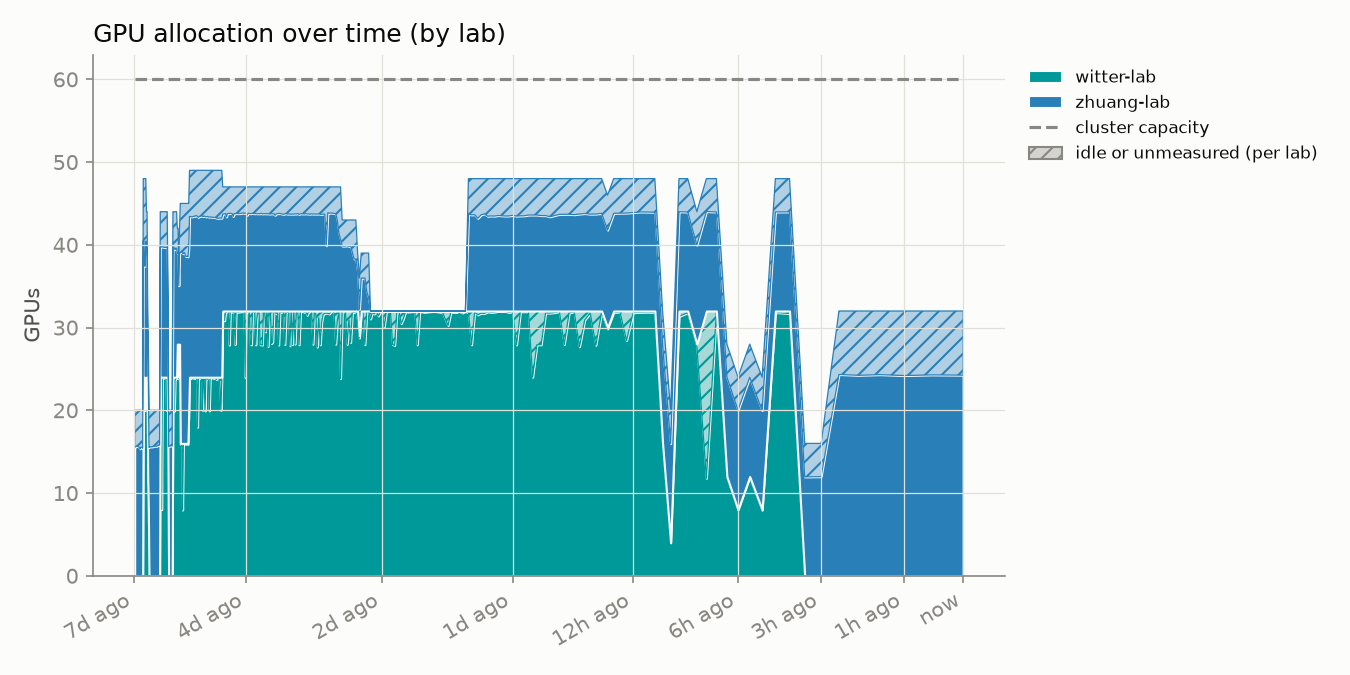 GPU allocation over time (by lab)
witter-lab
zhuang-lab
cluster capacity
idle or unmeasured (per lab)
GPUs
60
50
40
30
20
10
0
7d ago
4d ago
2d ago
1d ago
12h ago
6h ago
3h ago
1h ago
now